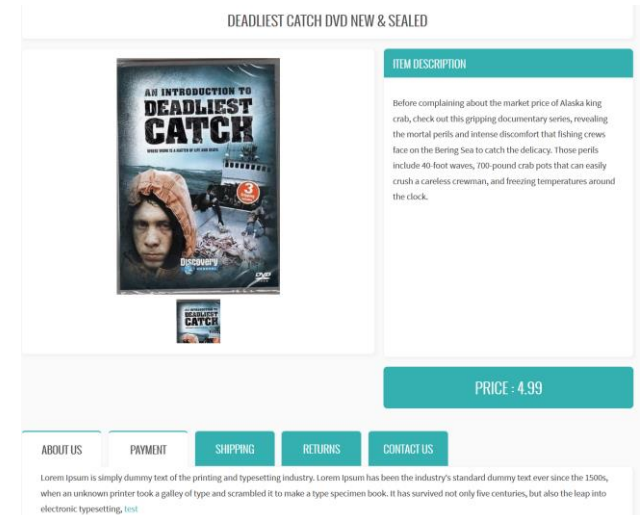 DEADLIEST CATCH DVD NEW & SEALED
AN INTRODUCTION TO
DEADLIEST
CATCH
3
Discovery
DVD
DEADLIEST
CATCH
ITEM DESCRIPTION
Before complaining about the market price of Alaska king
crab, check out this gripping documentary series, revealing
the mortal perils and intense discomfort that fishing crews
face on the Bering Sea to catch the delicacy. Those perils
include 40-foot waves, 700-pound crab pots that can easily
crush a careless crewman, and freezing temperatures around
the clock.
PRICE : 4.99
ABOUT US
PAYMENT
SHIPPING
RETURNS
CONTACT US
Lorem Ipsum is simply dummy text of the printing and typesetting industry. Lorem Ipsum has been the industry's standard dummy text ever since the 1500s,
when an unknown printer took a galley of type and scrambled it to make a type specimen book. It has survived not only five centuries, but also the leap into
electronic typesetting, test